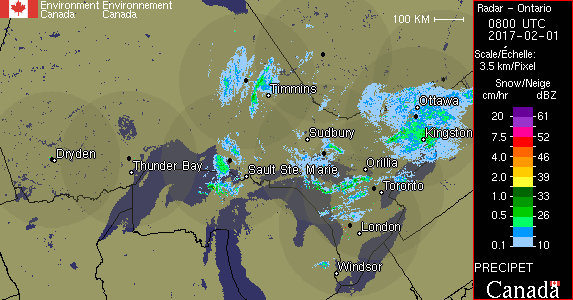 Environment Environnement
Canada Canada
100 KM
Radar - Ontario
0800 UTC
2017-02-01
Scale/Échelle:
3.5 km/Pixel
Snow/Neige
cm/hr dBZ
20 61
7.5 52
4.0 46
2.0 39
1.0 33
0.5 26
0.1 10
PRECIPET
Canada
Timmins
Ottawa
Sudbury
Kingston
Dryden
Thunder Bay
Sault Ste. Marie
Orillia
Toronto
London
Windsor